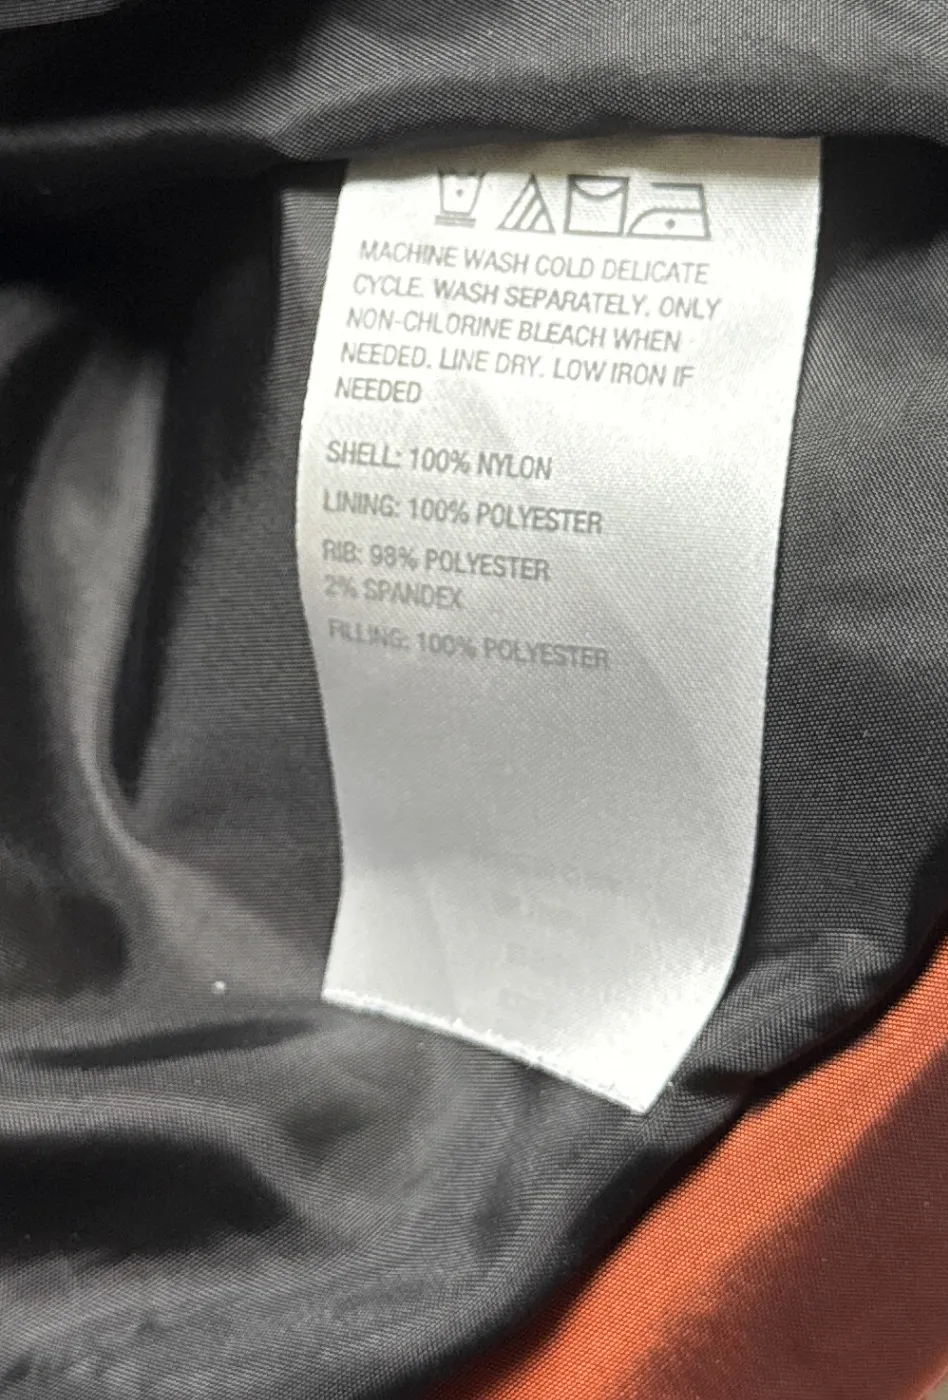 MACHINE WASH COLD DELICATE
CYCLE. WASH SEPARATELY. ONLY
NON-CHLORINE BLEACH WHEN
NEEDED. LINE DRY. LOW IRON IF
NEEDED
SHELL: 100% NYLON
LINING: 100% POLYESTER
RIB: 98% POLYESTER
2% SPANDEX
FILLING: 100% POLYESTER